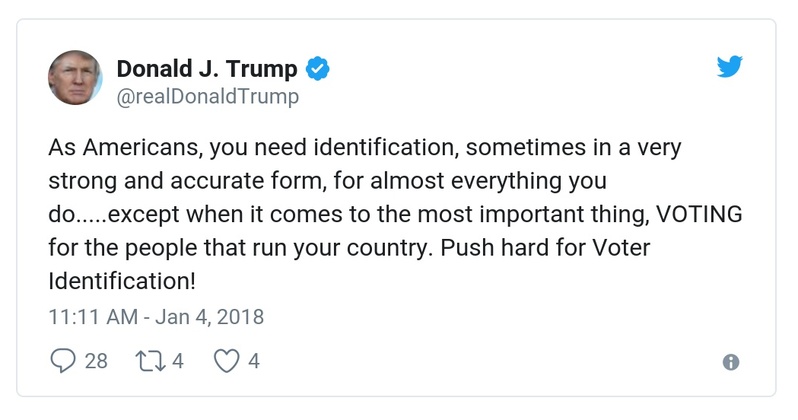 Donald J. Trump
@realDonaldTrump
As Americans, you need identification, sometimes in a very
strong and accurate form, for almost everything you
do.....except when it comes to the most important thing, VOTING
for the people that run your country. Push hard for Voter
Identification!
11:11 AM - Jan 4, 2018
28 4 4